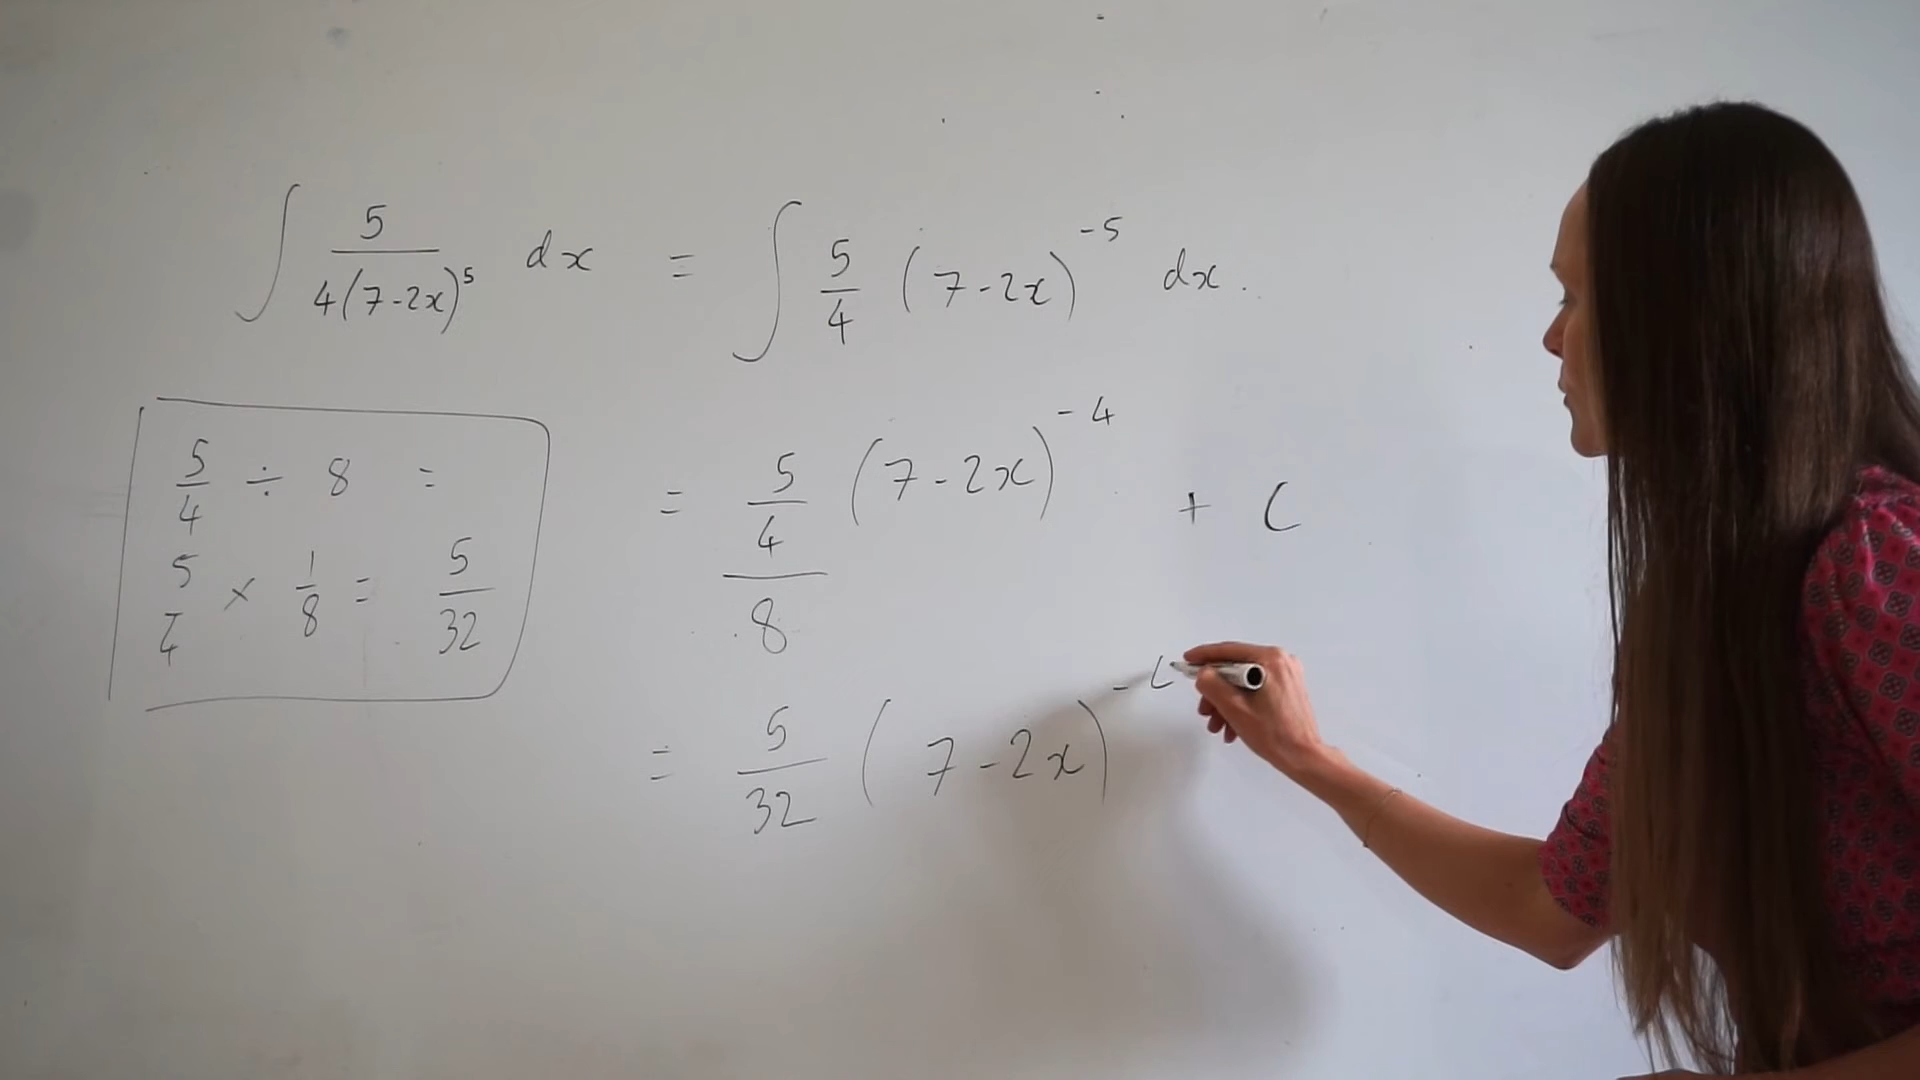 ∫ 5/4(7-2x)^5 dx = ∫ 5/4 (7-2x)^-5 dx.
= 5/4/8 (7-2x)^-4 + C
5/4 ÷ 8 =
5/4 × 1/8 = 5/32
= 5/32 (7-2x)^-